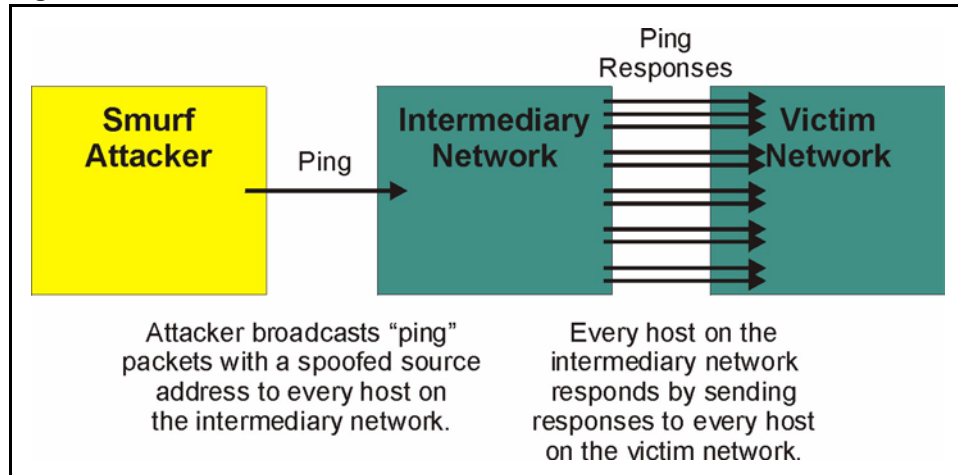 Ping
Responses
Smurf
Attacker
Ping
Intermediary
Network
Victim
Network
Attacker broadcasts “ping”
packets with a spoofed source
address to every host on
the intermediary network.
Every host on the
intermediary network
responds by sending
responses to every host
on the victim network.